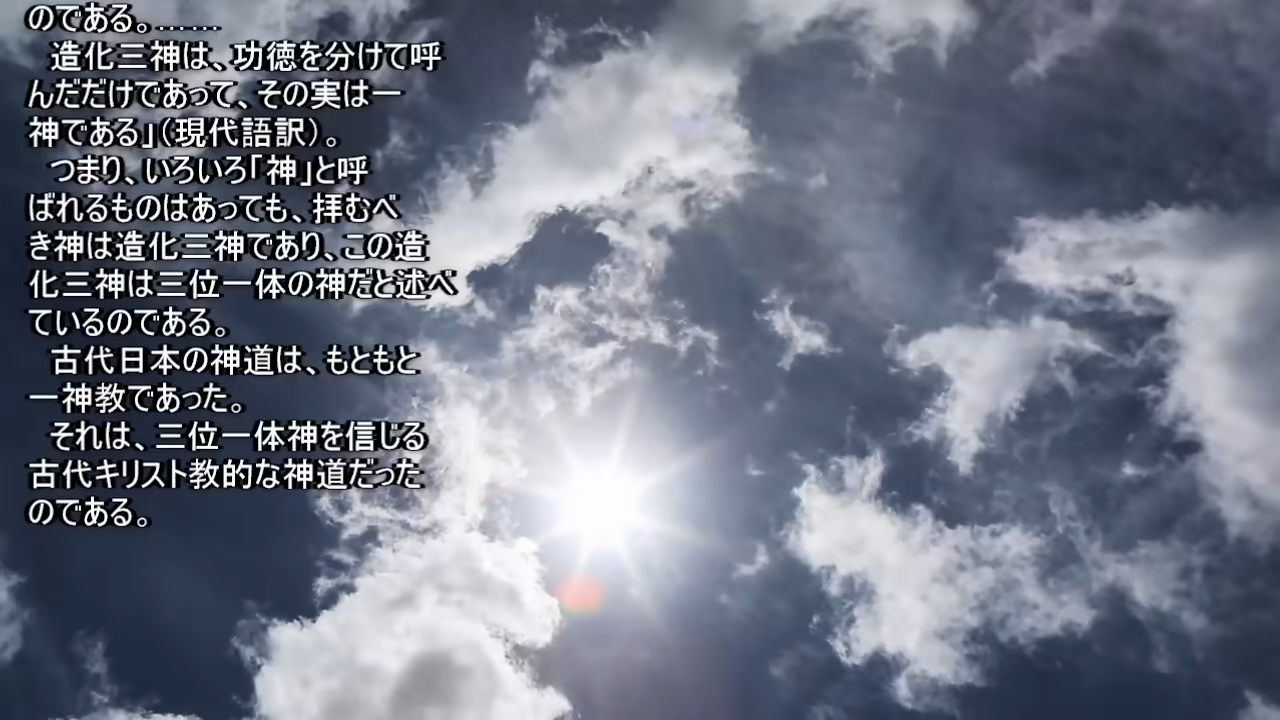 のである。……
造化三神は、功徳を分けて呼
んだだけであって、その実は一
神である」(現代語訳)。
つまり、いろいろ「神」と呼
ばれるものはあっても、拝むべ
き神は造化三神であり、この造
化三神は三位一体の神だと述べ
ているのである。
古代日本の神道は、もともと
一神教であった。
それは、三位一体神を信じる
古代キリスト教的な神道だった
のである。